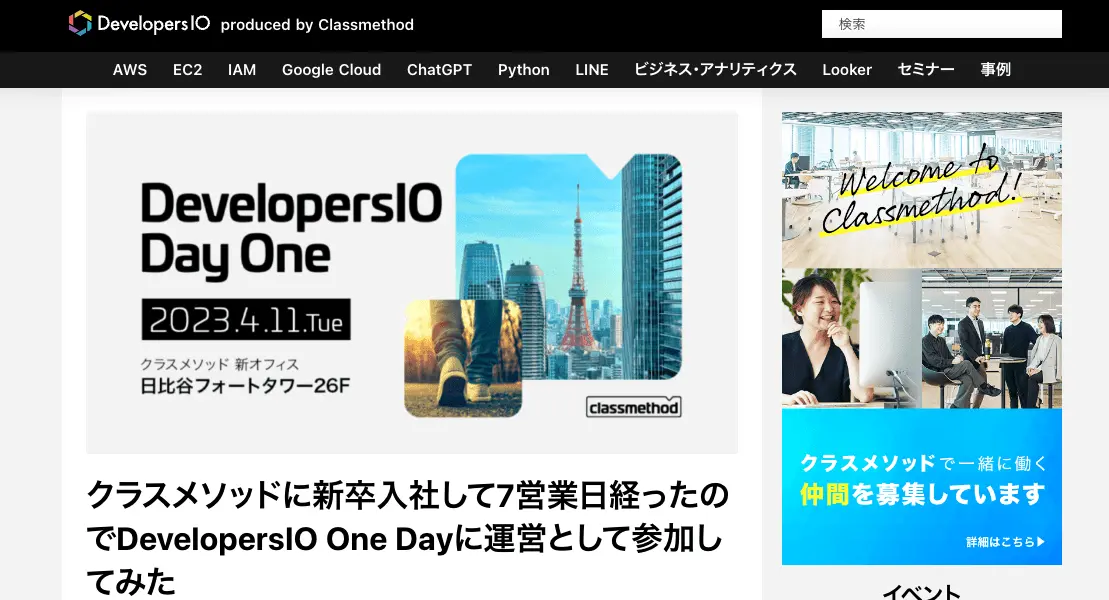 DevelopersIO produced by Classmethod
検索
AWS EC2 IAM Google Cloud ChatGPT Python LINE ビジネス・アナリティクス Looker セミナー 事例
DevelopersIO
Day One
2023.4.11.Tue
クラスメソッド 新オフィス
日比谷フォートタワー26F
classmethod
クラスメソッドに新卒入社して7営業日経ったの
でDevelopersIO One Dayに運営として参加し
てみた
Welcome to
Classmethod!
クラスメソッドで一緒に働く
仲間を募集しています
詳細はこちら▶
イベント